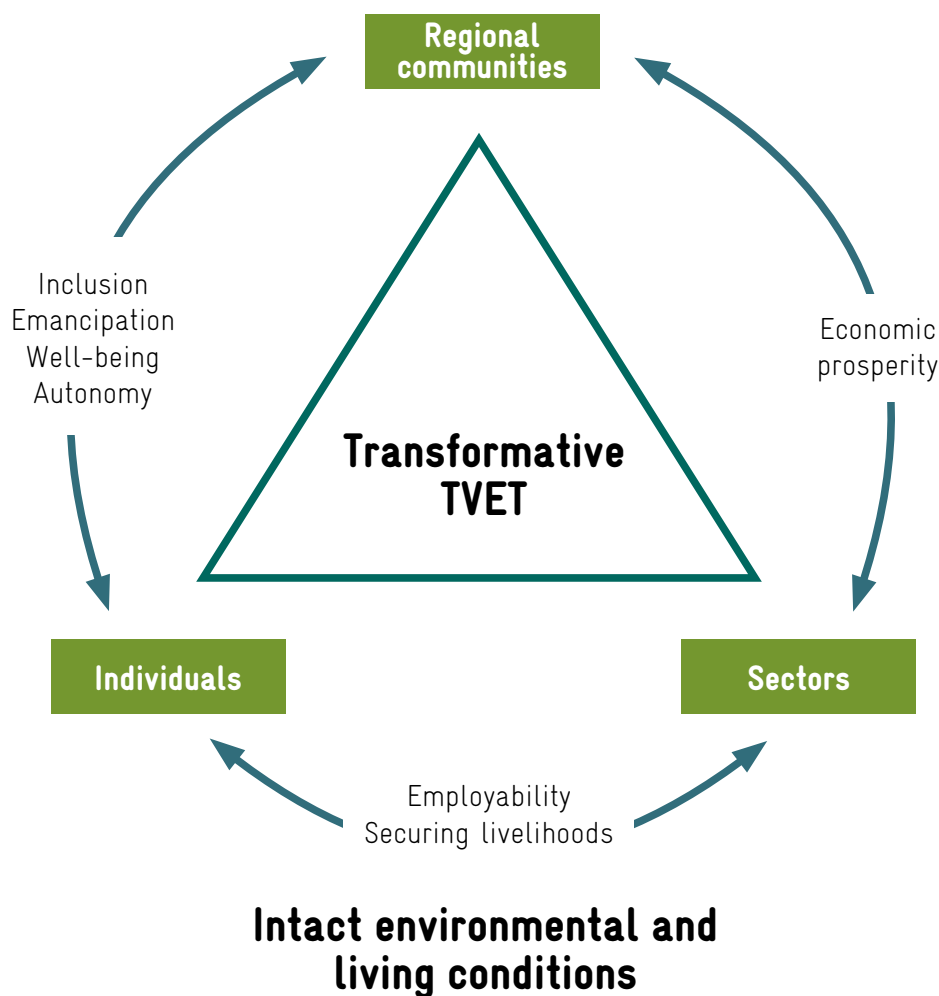 Regional
communities
Inclusion
Emancipation
Well-being
Autonomy
Economic
prosperity
Transformative
TVET
Individuals
Sectors
Employability
Securing livelihoods
Intact environmental and
living conditions